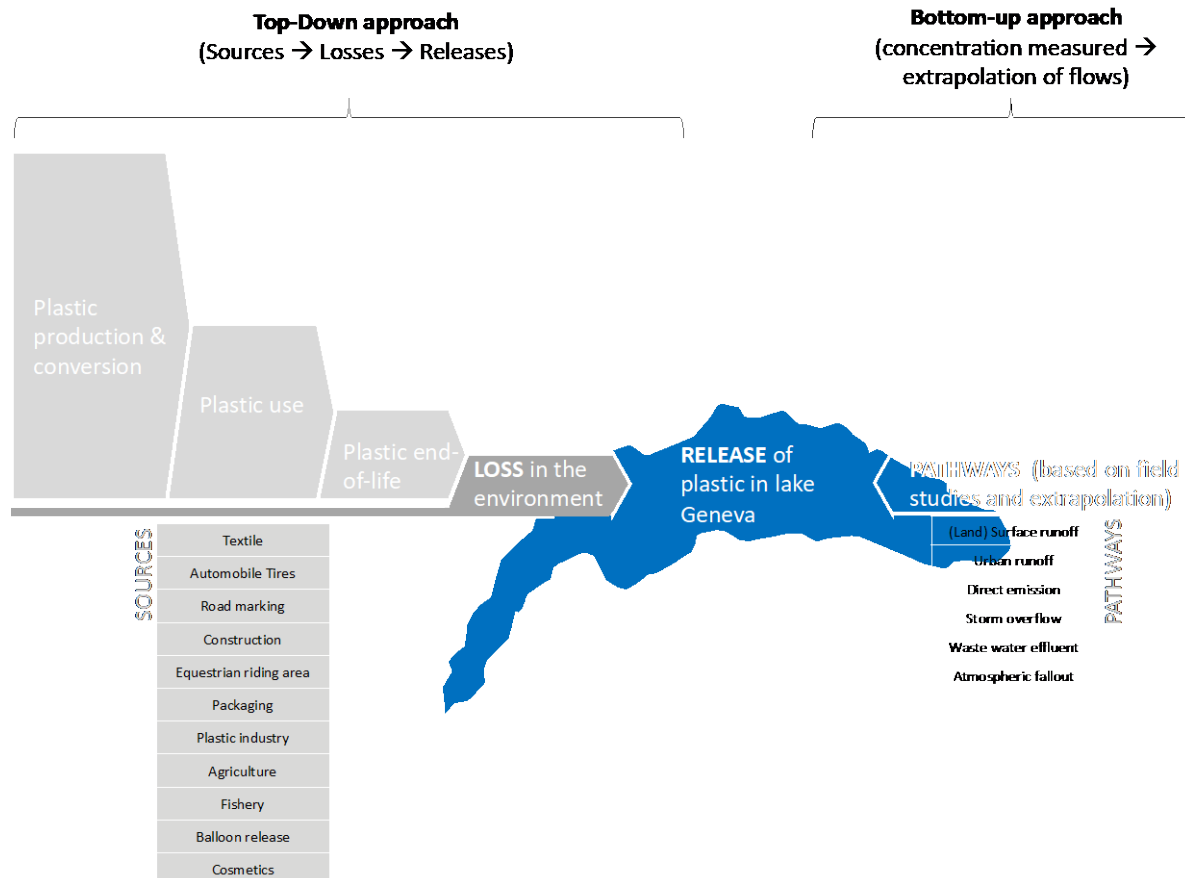 Top-Down approach
(Sources → Losses → Releases)
Bottom-up approach
(concentration measured →
extrapolation of flows)
Plastic
production &
conversion
Plastic use
Plastic end-
of-life
LOSS in the
environment
RELEASE of
plastic in lake
Geneva
PATHWAYS (based on field
studies and extrapolation)
SOURCES
Textile
Automobile Tires
Road marking
Construction
Equestrian riding area
Packaging
Plastic industry
Agriculture
Fishery
Balloon release
Cosmetics
(Land) Surface runoff
Urban runoff
Direct emission
Storm overflow
Waste water effluent
Atmospheric fallout
PATHWAYS